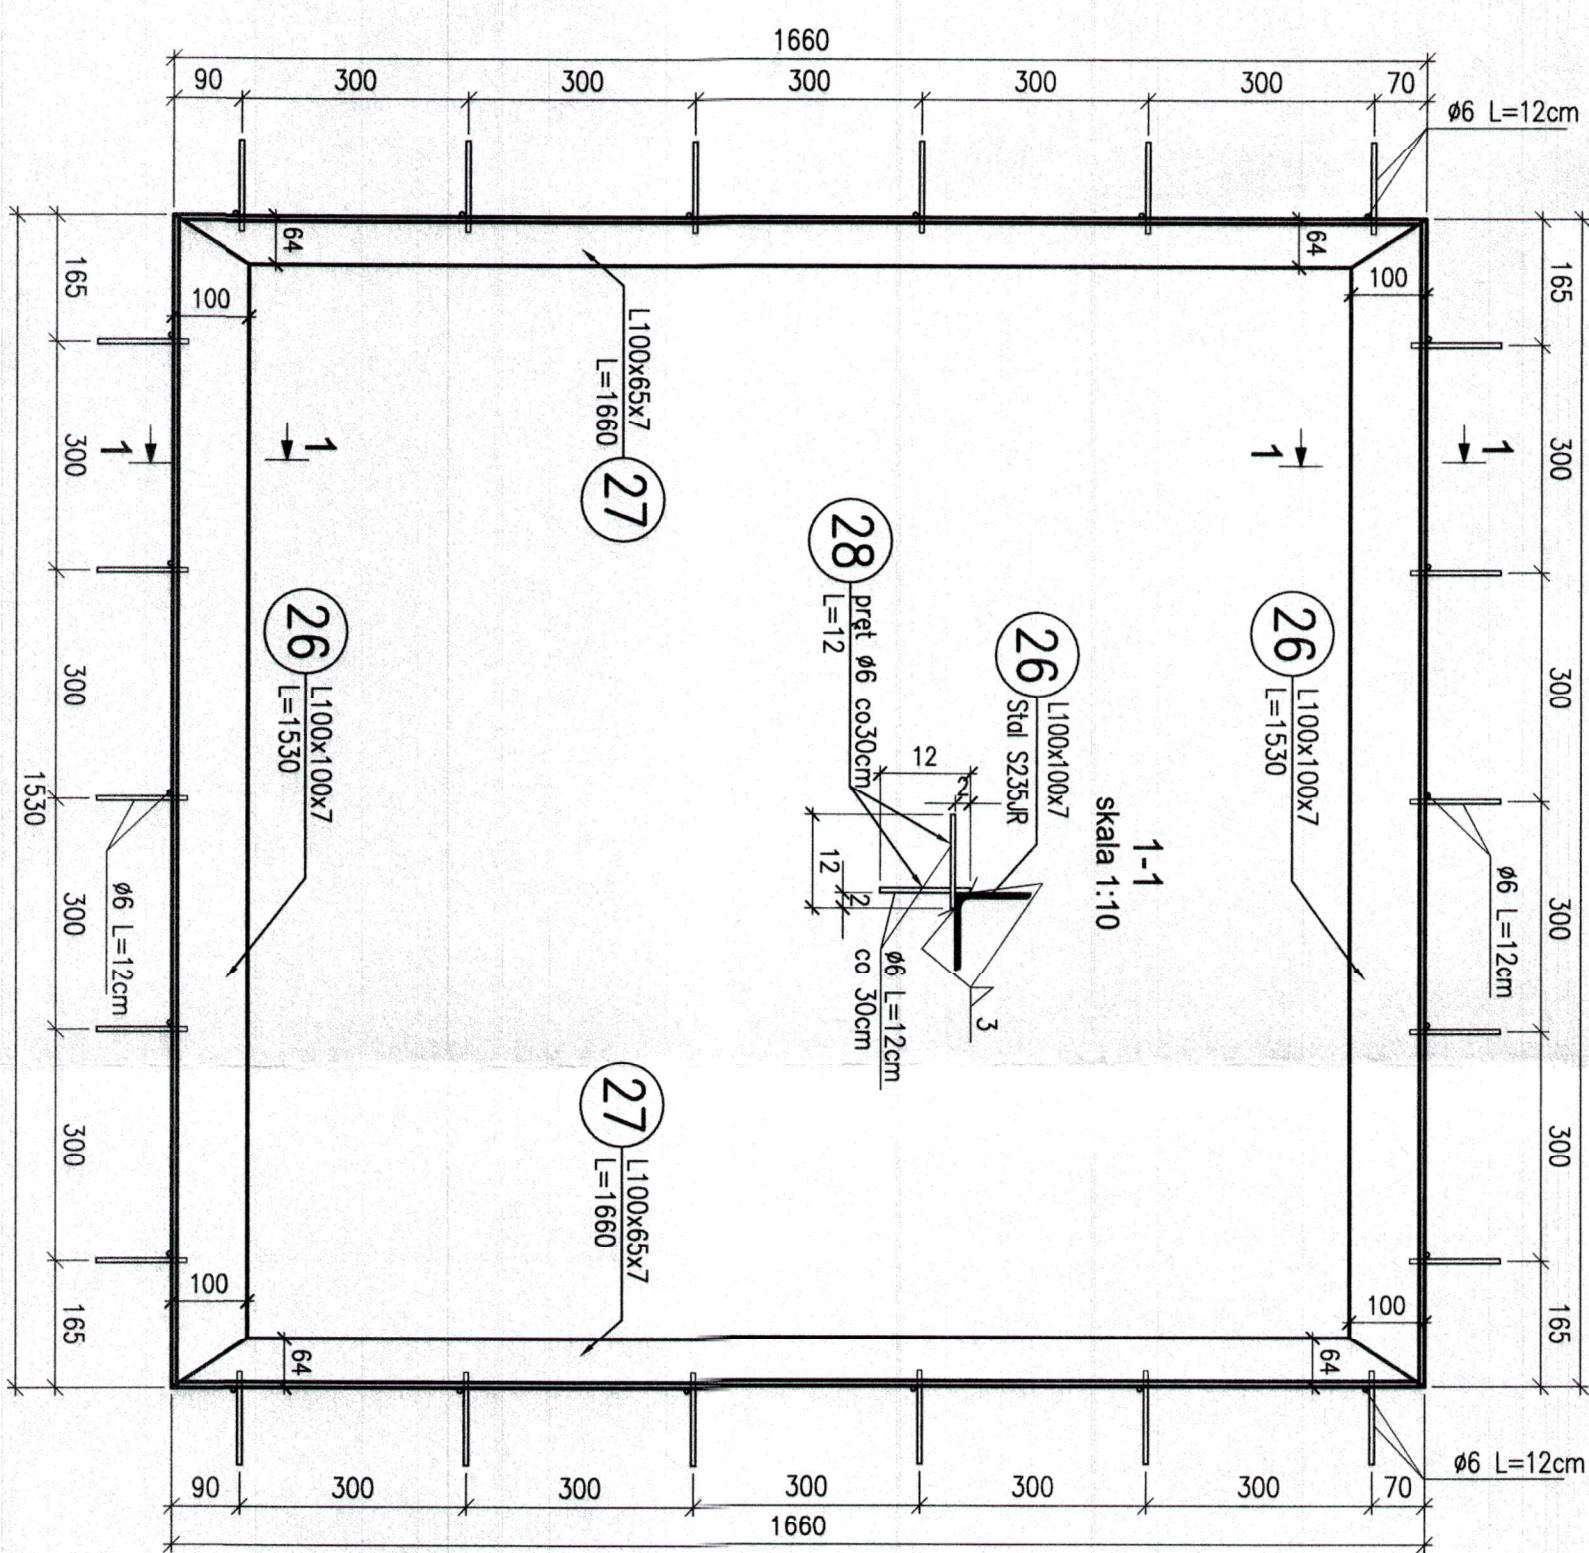 1660
90 300 300 300 300 300 70
ø6 L=12cm
64
64
100
100
165
300
300
300
300
165
1530
165
300
300
300
300
165
1
1
1
1
L100x65x7
L=1660
27
28
pręt ø6 co30cm
L=12
26
L100x100x7
Stal S235JR
26
L100x100x7
L=1530
26
L100x100x7
L=1530
1-1
skala 1:10
12
2
12
2
ø6 L=12cm
co 30cm
3
ø6 L=12cm
ø6 L=12cm
27
L100x65x7
L=1660
100
100
64
64
ø6 L=12cm
90 300 300 300 300 300 70
1660